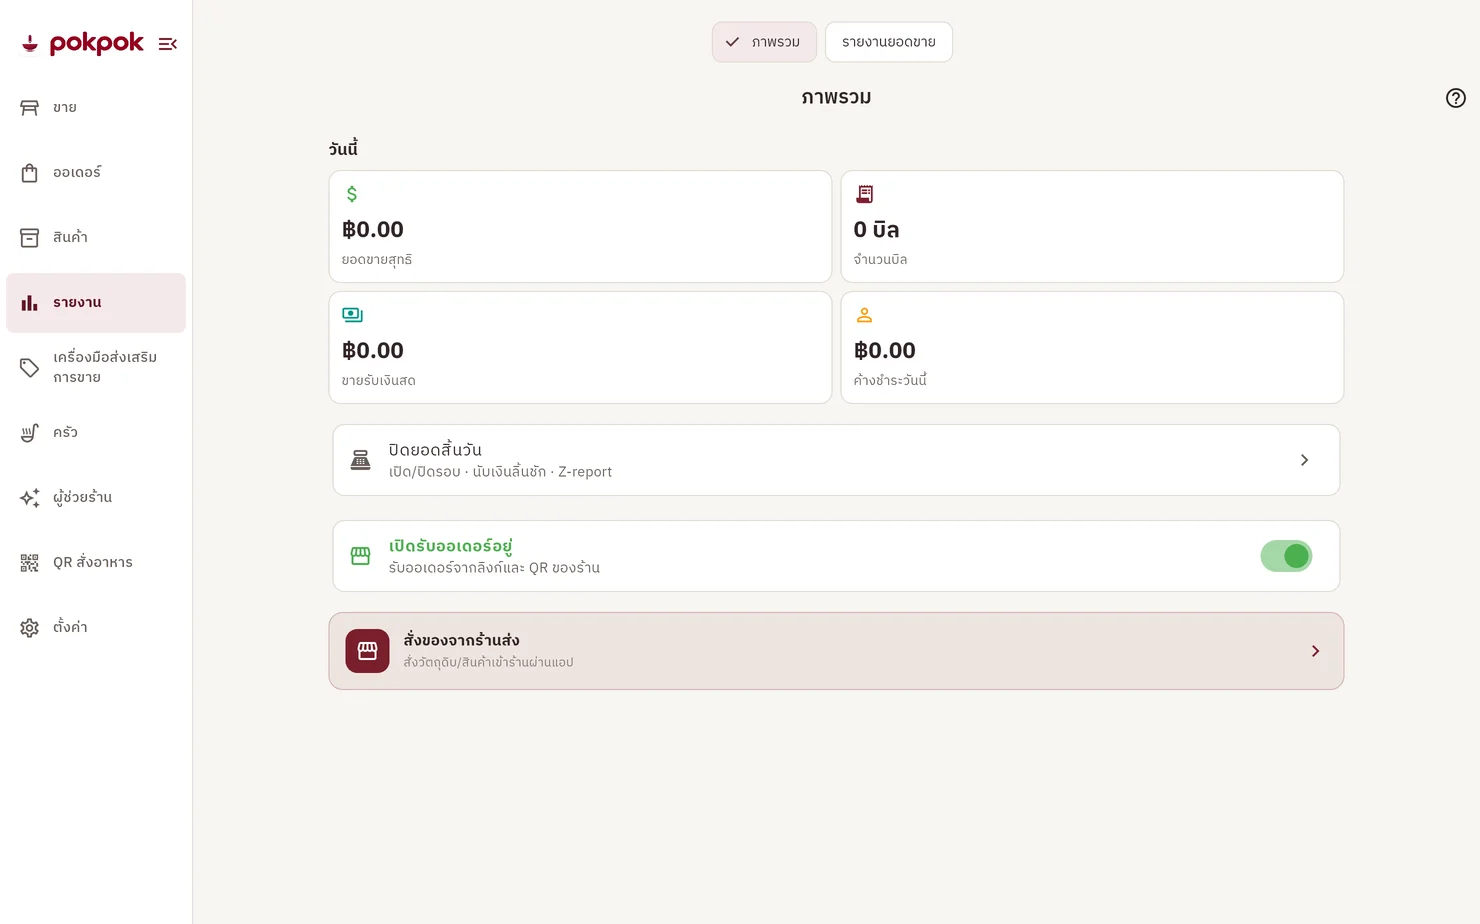 pokpok
ขาย
ออเดอร์
สินค้า
รายงาน
เครื่องมือส่งเสริม
การขาย
ครัว
ผู้ช่วยร้าน
QR สั่งอาหาร
ตั้งค่า
ภาพรวม
รายงานยอดขาย
ภาพรวม
วันนี้
฿0.00
ยอดขายสุทธิ
0 บิล
จำนวนบิล
฿0.00
ขายรับเงินสด
฿0.00
ค้างชำระวันนี้
ปิดยอดสิ้นวัน
เปิด/ปิดรอบ · นับเงินลิ้นชัก · Z-report
เปิดรับออเดอร์อยู่
รับออเดอร์จากลิงก์และ QR ของร้าน
สั่งของจากร้านส่ง
สั่งวัตถุดิบ/สินค้าเข้าร้านผ่านแอป